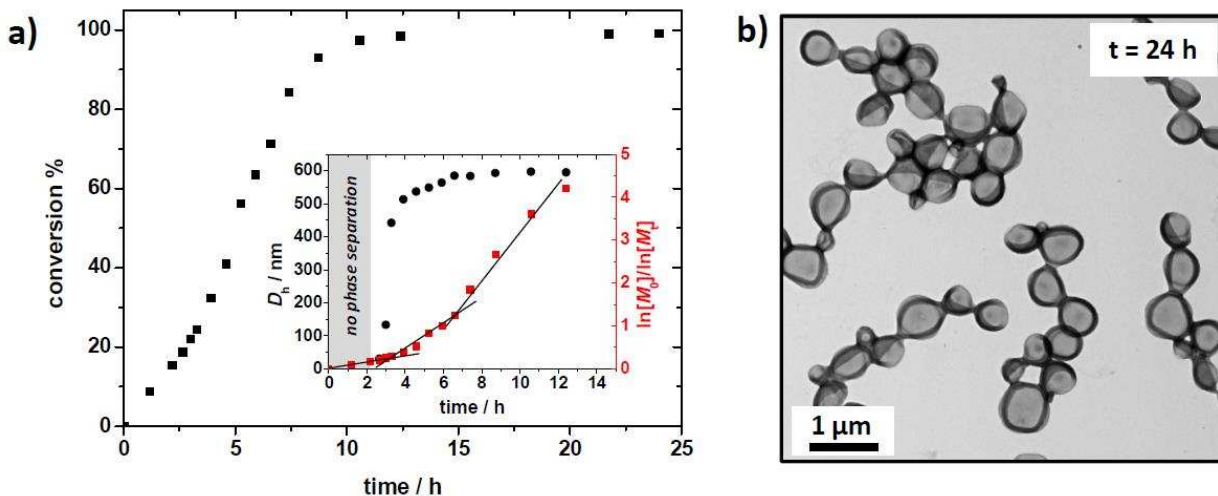 a)
100
80
60
40
20
0
conversion %
0 5 10 15 20 25
time / h
600
500
400
300
200
100
0
D_h / nm
no phase separation
5
4
3
2
1
0
ln[M_0]/ln[M_t]
0 2 4 6 8 10 12 14
time / h
b)
t = 24 h
1 μm